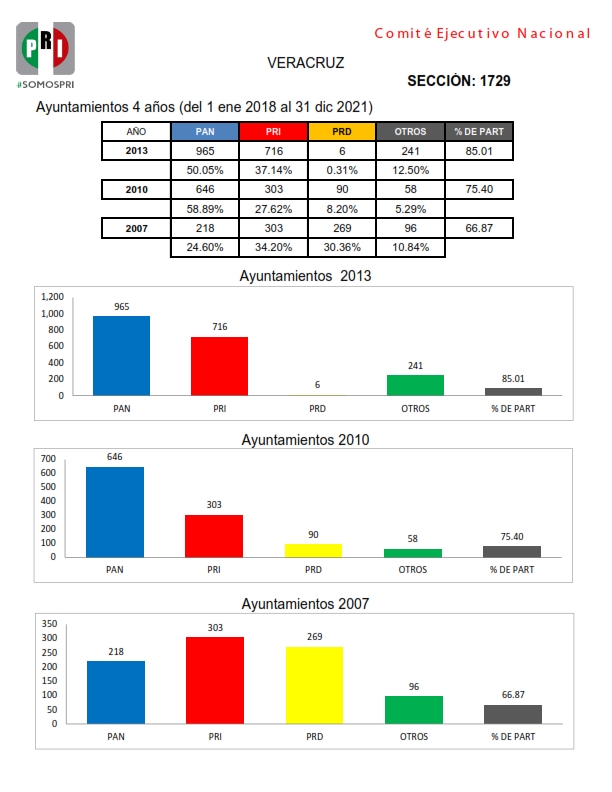 Comité Ejecutivo Nacional
PRI
#SOMOSPRI
VERACRUZ
SECCIÓN: 1729
Ayuntamientos 4 años (del 1 ene 2018 al 31 dic 2021)
AÑO PAN PRI PRD OTROS % DE PART
2013 965 716 6 241 85.01
50.05% 37.14% 0.31% 12.50%
2010 646 303 90 58 75.40
58.89% 27.62% 8.20% 5.29%
2007 218 303 269 96 66.87
24.60% 34.20% 30.36% 10.84%
Ayuntamientos 2013
1,200
1,000
800
600
400
200
0
965 716 6 241 85.01
PAN PRI PRD OTROS % DE PART
Ayuntamientos 2010
700
600
500
400
300
200
100
0
646 303 90 58 75.40
PAN PRI PRD OTROS % DE PART
Ayuntamientos 2007
350
300
250
200
150
100
50
0
218 303 269 96 66.87
PAN PRI PRD OTROS % DE PART